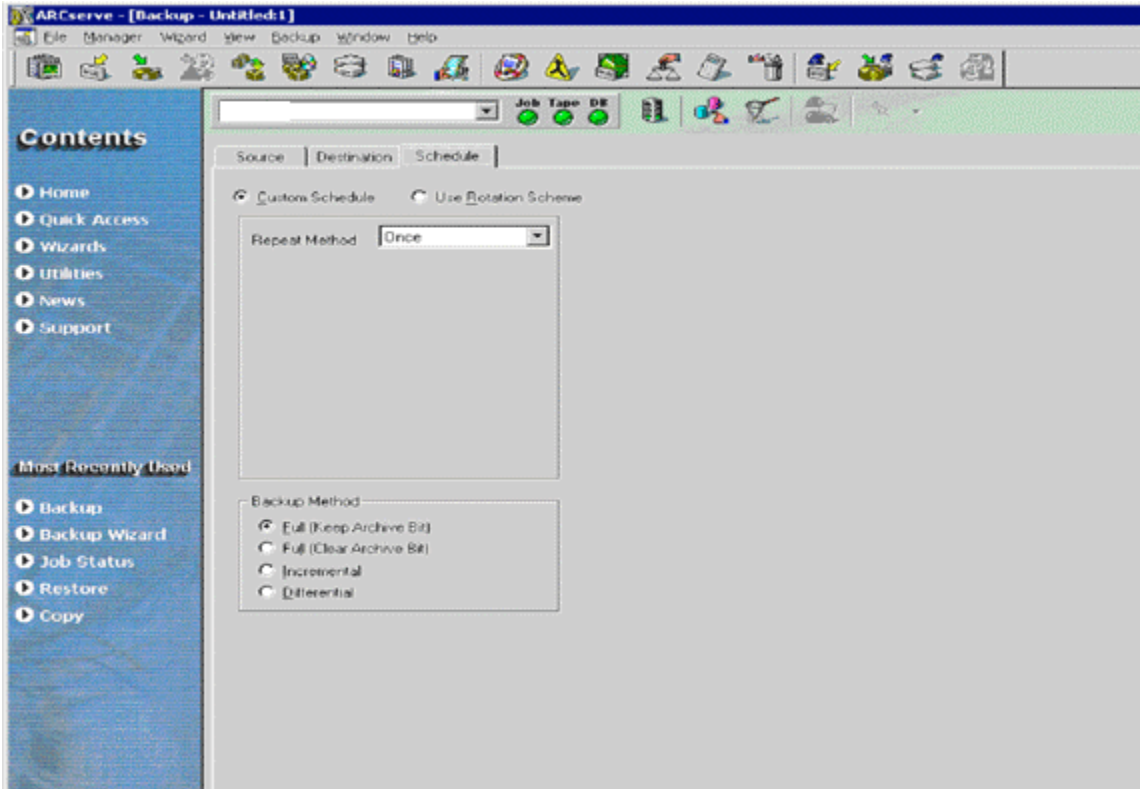 ARCserve - [Backup - Untitled:1]
File Manager Wizard View Backup Window Help
Job Tape DB
Contents
Home
Quick Access
Wizards
Utilities
News
Support
Most Recently Used
Backup
Backup Wizard
Job Status
Restore
Copy
Source Destination Schedule
Custom Schedule Use Rotation Scheme
Repeat Method Once
Backup Method
Full (Keep Archive Bit)
Full (Clear Archive Bit)
Incremental
Differential